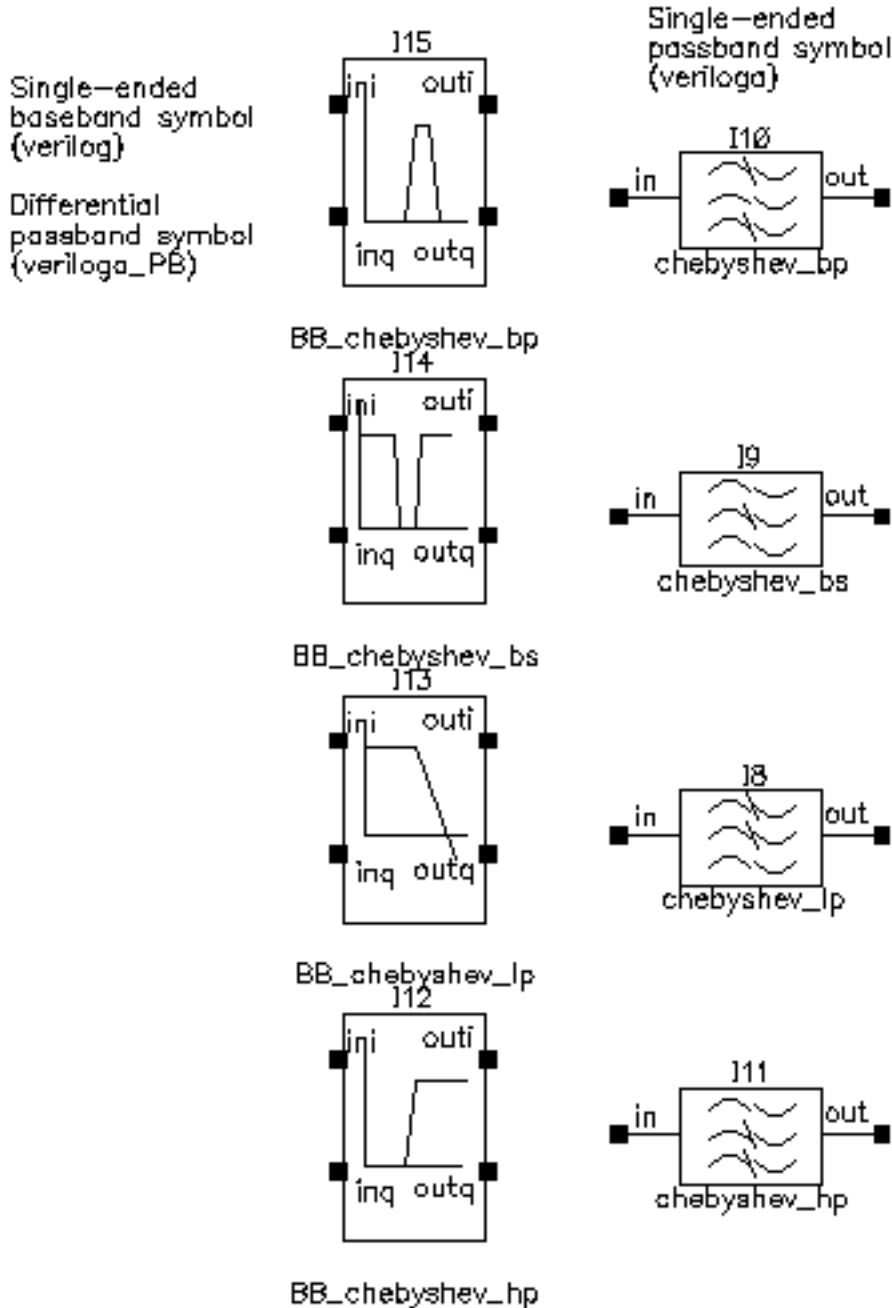 Single-ended
baseband symbol
(verilog)
Differential
passband symbol
(veriloga_PB)
Single-ended
passband symbol
(veriloga)
I15
ini outi
inq outq
BB_chebyshev_bp
I10
in out
chebyshev_bp
I14
ini outi
inq outq
BB_chebyshev_bs
I9
in out
chebyshev_bs
I13
ini outi
inq outq
BB_chebyshev_lp
I8
in out
chebyshev_lp
I12
ini outi
inq outq
BB_chebyshev_hp
I11
in out
chebyshev_hp